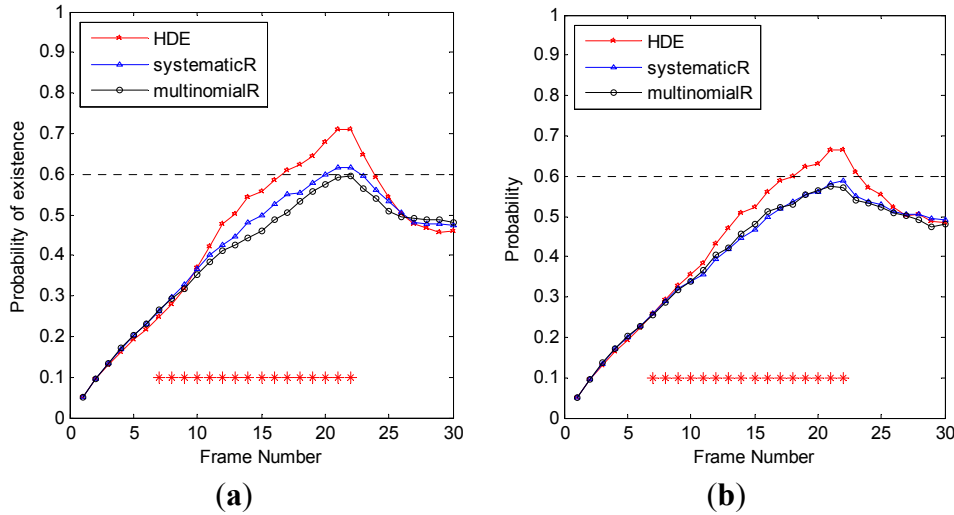 1
0.9
0.8
0.7
0.6
0.5
0.4
0.3
0.2
0.1
0
Probability of existence
HDE
systematicR
multinomialR
0 5 10 15 20 25 30
Frame Number
(a)
1
0.9
0.8
0.7
0.6
0.5
0.4
0.3
0.2
0.1
0
Probability
HDE
systematicR
multinomialR
0 5 10 15 20 25 30
Frame Number
(b)